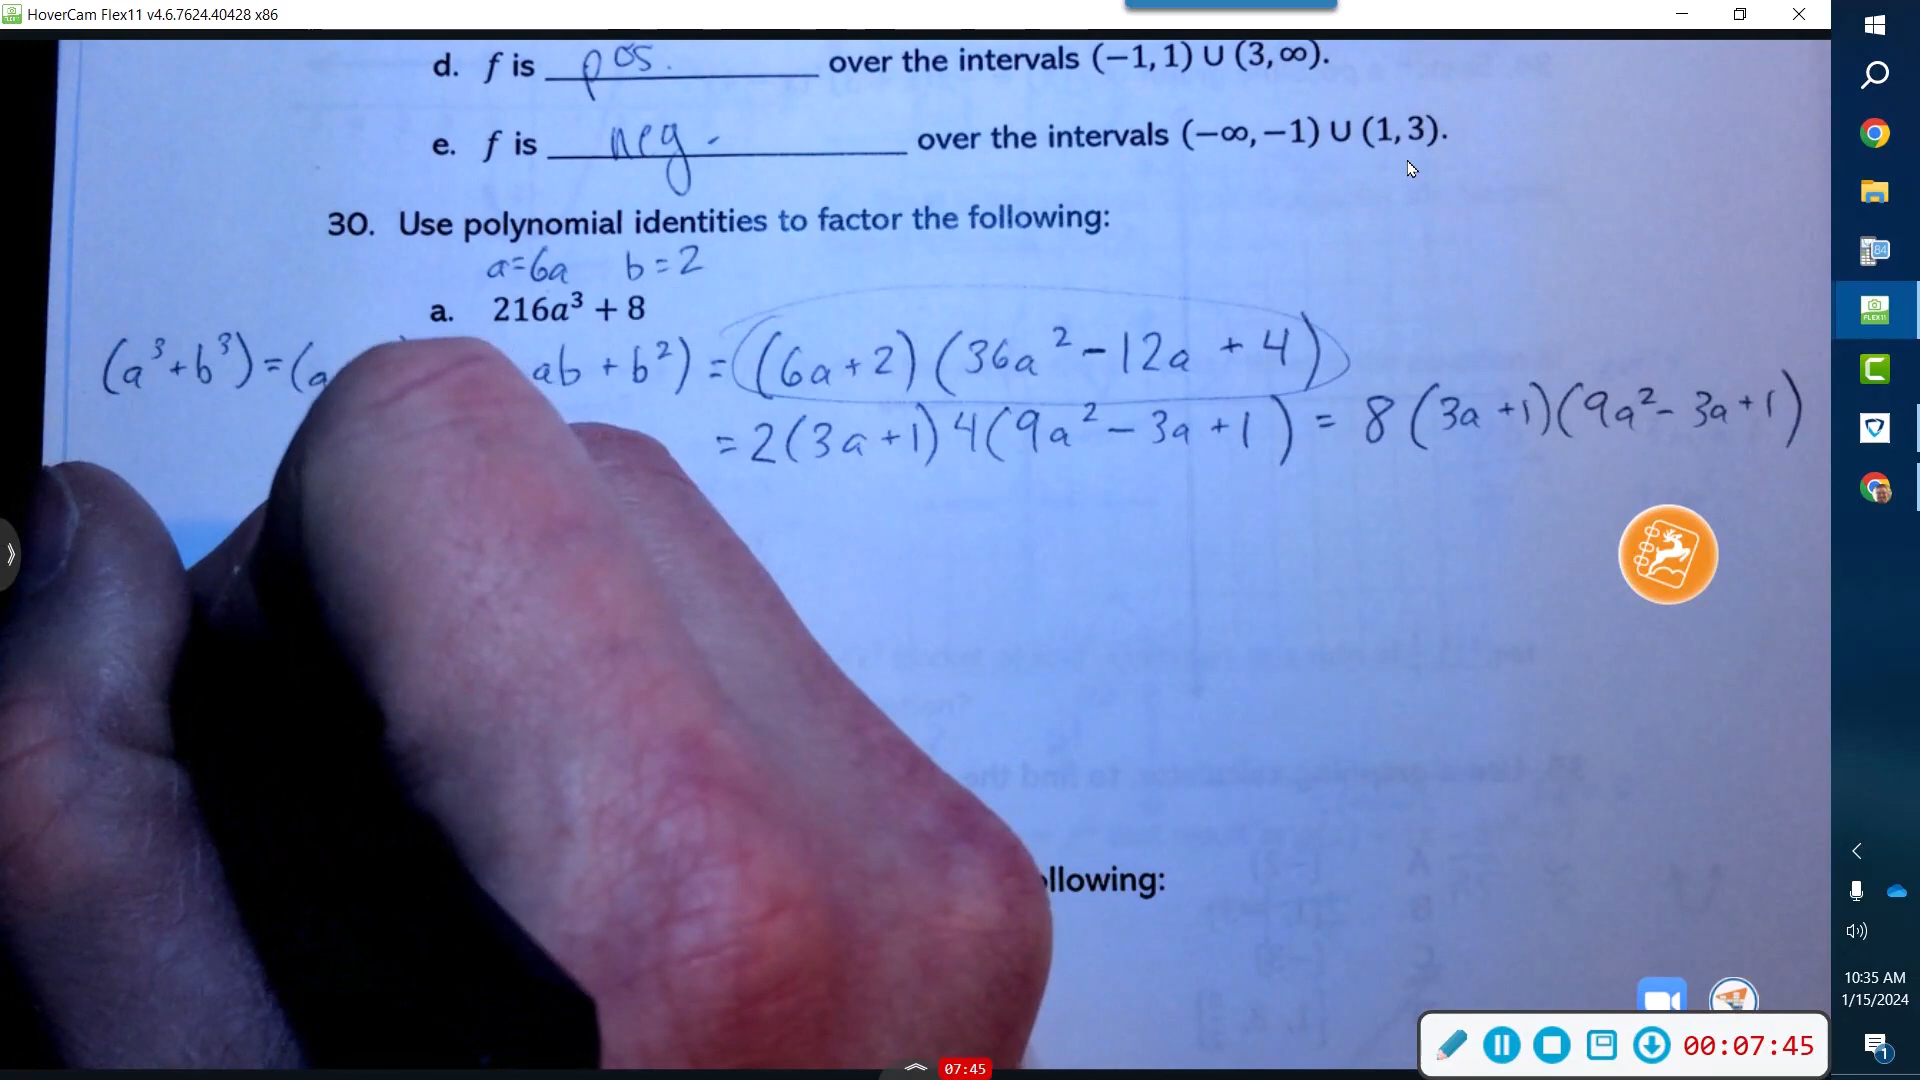 HoverCam Flex11 v4.6.7624.40428 x86
d. f is pos. over the intervals (−1, 1) ∪ (3, ∞).
e. f is neg. over the intervals (−∞, −1) ∪ (1, 3).
30. Use polynomial identities to factor the following:
a=6a b=2
a. 216a³ + 8
(a³+b³)=(a ab + b²) = (6a+2)(36a²−12a+4)
= 2(3a+1)4(9a²−3a+1) = 8(3a+1)(9a²−3a+1)
llowing:
84
FLEX11
10:35 AM
1/15/2024
1
00:07:45
07:45